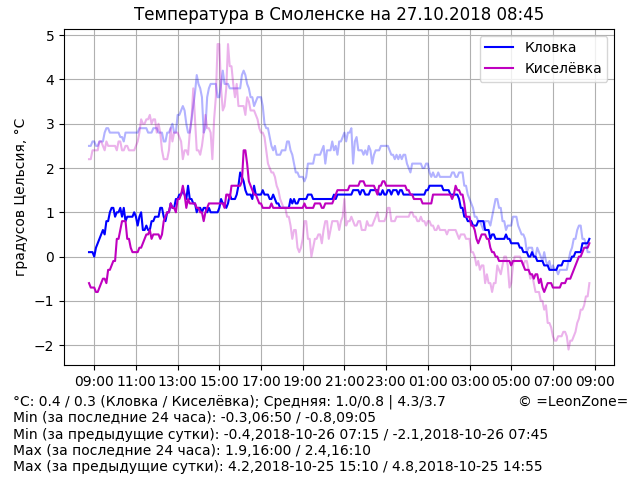 Температура в Смоленске на 27.10.2018 08:45
Кловка
Киселёвка
градусов Цельсия, °C
5
4
3
2
1
0
−1
−2
09:00 11:00 13:00 15:00 17:00 19:00 21:00 23:00 01:00 03:00 05:00 07:00 09:00
°C: 0.4 / 0.3 (Кловка / Киселёвка); Средняя: 1.0/0.8 | 4.3/3.7 © =LeonZone=
Min (за последние 24 часа): -0.3,06:50 / -0.8,09:05
Min (за предыдущие сутки): -0.4,2018-10-26 07:15 / -2.1,2018-10-26 07:45
Max (за последние 24 часа): 1.9,16:00 / 2.4,16:10
Max (за предыдущие сутки): 4.2,2018-10-25 15:10 / 4.8,2018-10-25 14:55